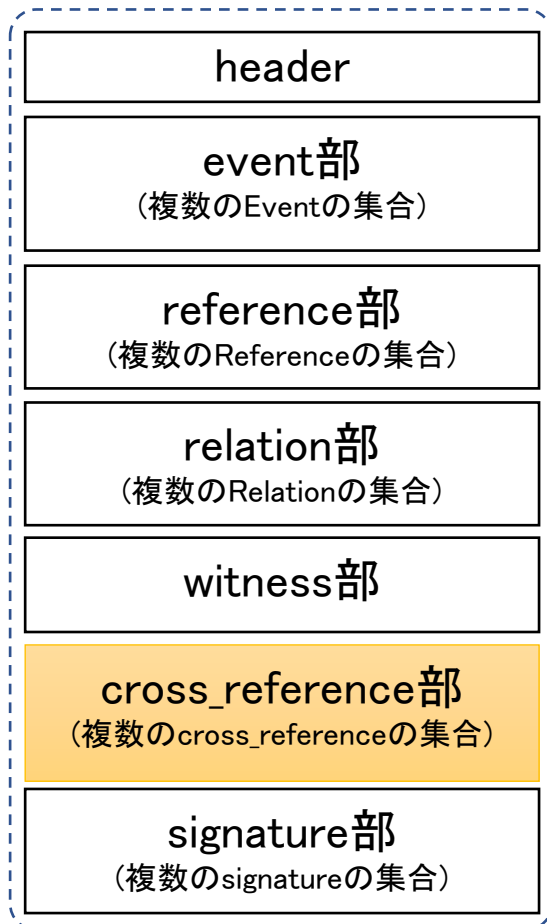 header
event部
(複数のEventの集合)
reference部
(複数のReferenceの集合)
relation部
(複数のRelationの集合)
witness部
cross_reference部
(複数のcross_referenceの集合)
signature部
(複数のsignatureの集合)